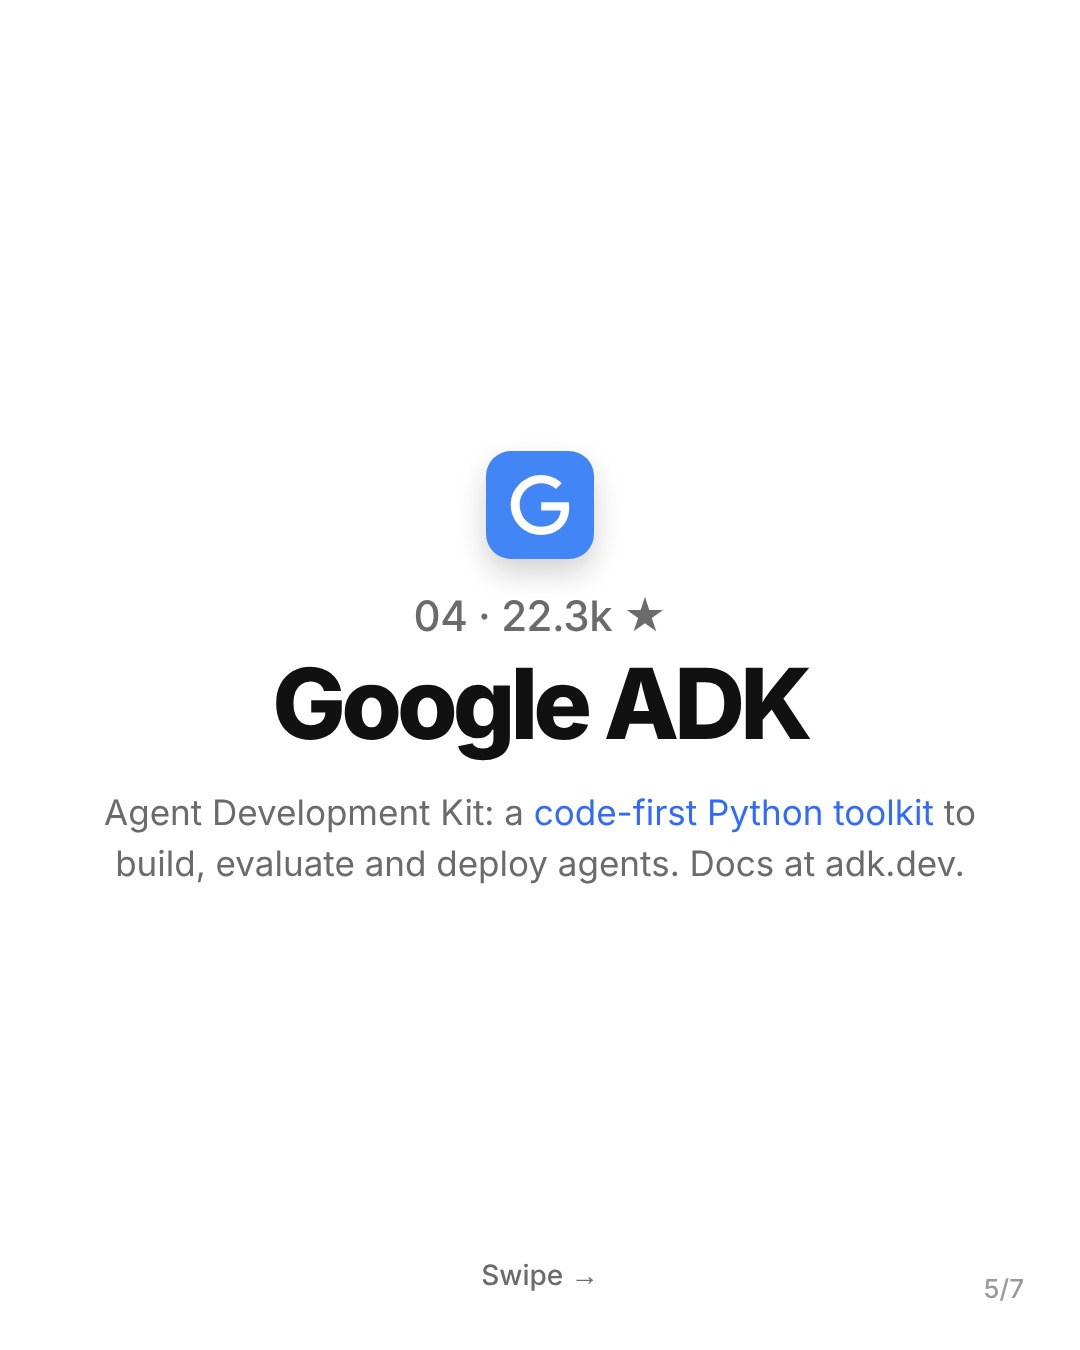 G
04 · 22.3k ★
Google ADK
Agent Development Kit: a code-first Python toolkit to
build, evaluate and deploy agents. Docs at adk.dev.
Swipe →
5/7